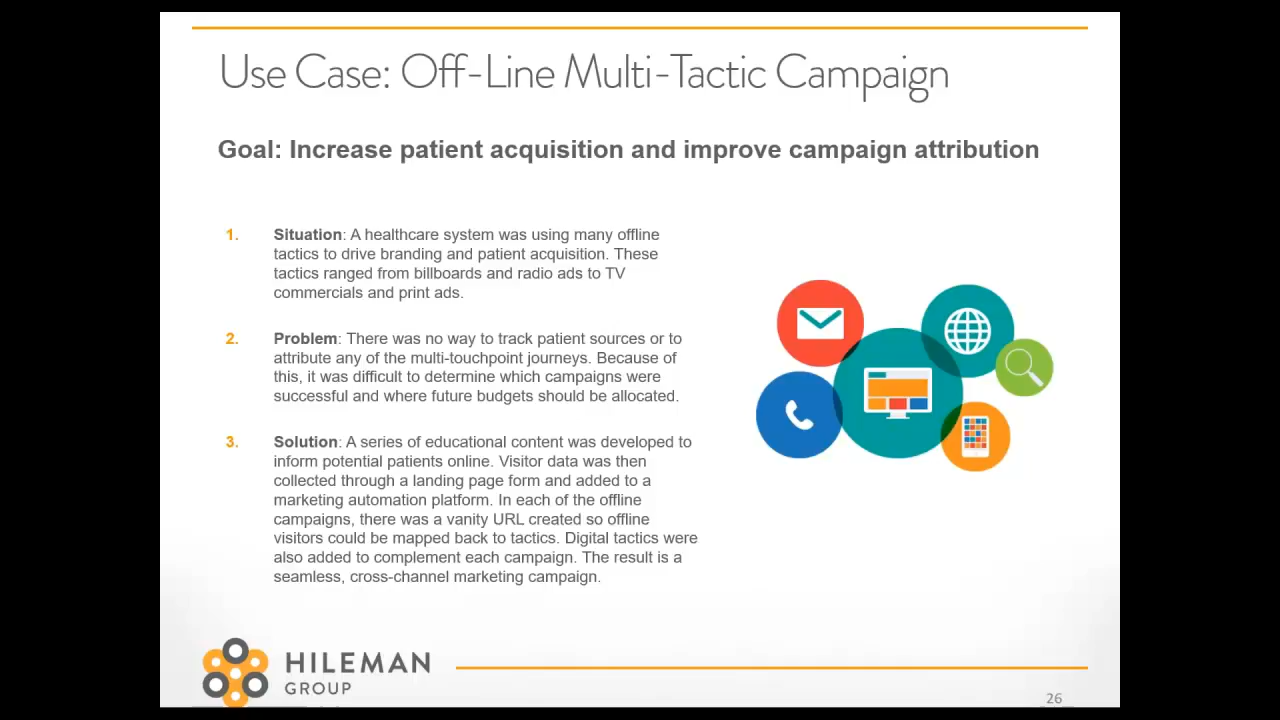 Use Case: Off-Line Multi-Tactic Campaign
Goal: Increase patient acquisition and improve campaign attribution
1. Situation: A healthcare system was using many offline
tactics to drive branding and patient acquisition. These
tactics ranged from billboards and radio ads to TV
commercials and print ads.
2. Problem: There was no way to track patient sources or to
attribute any of the multi-touchpoint journeys. Because of
this, it was difficult to determine which campaigns were
successful and where future budgets should be allocated.
3. Solution: A series of educational content was developed to
inform potential patients online. Visitor data was then
collected through a landing page form and added to a
marketing automation platform. In each of the offline
campaigns, there was a vanity URL created so offline
visitors could be mapped back to tactics. Digital tactics were
also added to complement each campaign. The result is a
seamless, cross-channel marketing campaign.
HILEMAN
GROUP
26